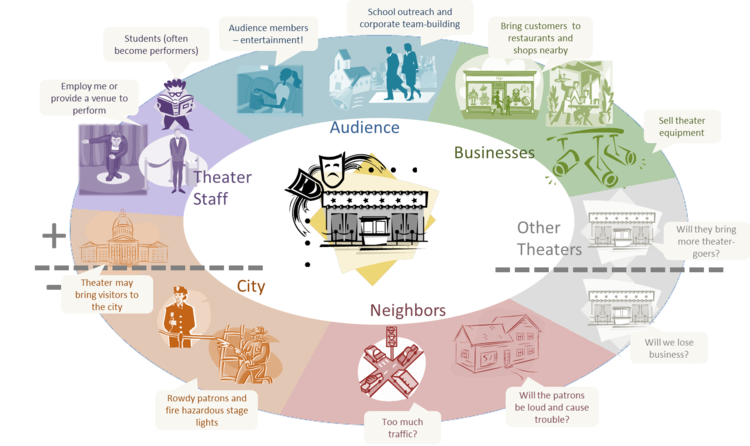 School outreach and
corporate team-building
Audience members
– entertainment!
Bring customers to
restaurants and
shops nearby
Students (often
become performers)
Employ me or
provide a venue to
perform
Sell theater
equipment
Audience
Businesses
Theater
Staff
Other
Theaters
Will they bring
more theater-
goers?
+
-
Theater may
bring visitors to
the city
City
Neighbors
Will we lose
business?
Rowdy patrons and
fire hazardous stage
lights
Too much
traffic?
Will the patrons
be loud and cause
trouble?